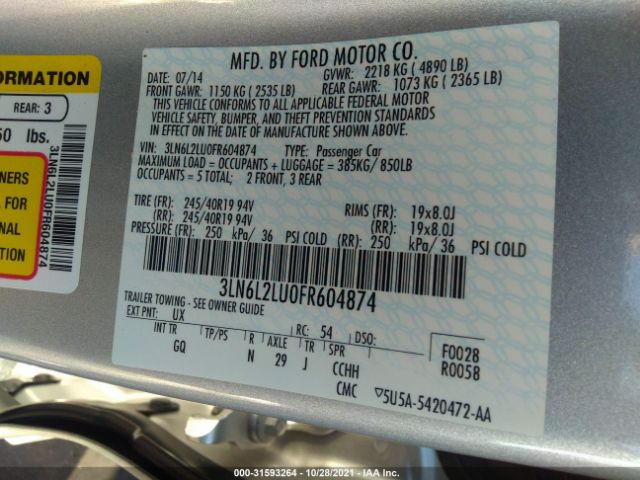 ORMATION
REAR: 3
50 lbs.
NERS
L FOR
ONAL
N
3LN6L2LU0FR604874
MFD. BY FORD MOTOR CO.
DATE: 07/14 GVWR: 2218 KG ( 4890 LB)
FRONT GAWR: 1150 KG ( 2535 LB) REAR GAWR: 1073 KG ( 2365 LB)
THIS VEHICLE CONFORMS TO ALL APPLICABLE FEDERAL MOTOR
VEHICLE SAFETY, BUMPER, AND THEFT PREVENTION STANDARDS
IN EFFECT ON THE DATE OF MANUFACTURE SHOWN ABOVE.
VIN: 3LN6L2LU0FR604874 TYPE: Passenger Car
MAXIMUM LOAD = OCCUPANTS + LUGGAGE = 385KG/ 850LB
OCCUPANTS = 5 TOTAL; 2 FRONT, 3 REAR
TIRE (FR): 245/40R19 94V RIMS (FR): 19x8.0J
(RR): 245/40R19 94V (RR): 19x8.0J
PRESSURE (FR): 250 kPa/ 36 PSI COLD (RR): 250 kPa/ 36 PSI COLD
3LN6L2LU0FR604874
TRAILER TOWING - SEE OWNER GUIDE
EXT PNT: UX RC: 54 DSO:
INT TR TP/PS R AXLE TR SPR F0028
GQ N 29 J CCHH R0058
CMC ▽5U5A-5420472-AA
000-31593264 - 10/28/2021 - IAA Inc.